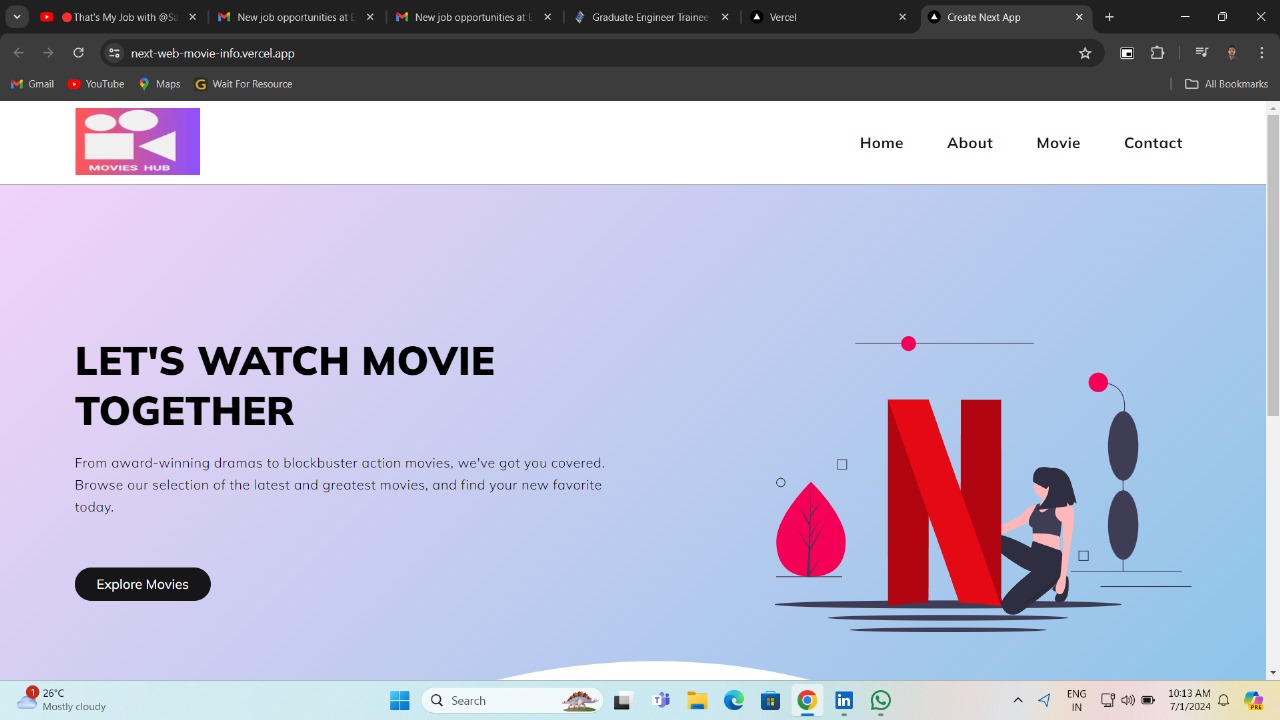 That's My Job with @Sa
New job opportunities at E
New job opportunities at E
Graduate Engineer Trainee
Vercel
Create Next App
next-web-movie-info.vercel.app
Gmail
YouTube
Maps
Wait For Resource
All Bookmarks
MOVIES HUB
Home
About
Movie
Contact
LET'S WATCH MOVIE
TOGETHER
From award-winning dramas to blockbuster action movies, we've got you covered.
Browse our selection of the latest and greatest movies, and find your new favorite
today.
Explore Movies
N
1
26°C
Mostly cloudy
Search
ENG
IN
10:13 AM
7/1/2024
PRE